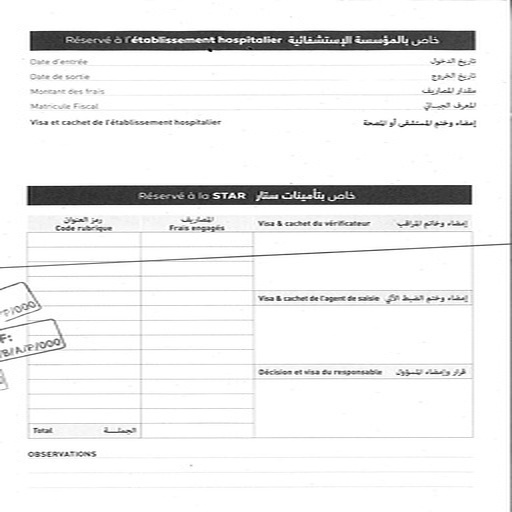 Réservé à l'établissement hospitalier خاص بالمؤسسة الإستشفائية
Date d'entrée تاريخ الدخول
Date de sortie تاريخ الخروج
Montant des frais مقدار المصاريف
Matricule Fiscal المعرف الجبائي
Visa et cachet de l'établissement hospitalier إمضاء وختم المستشفى أو المصحة
Réservé à la STAR خاص بتأمينات ستار
رمز العنوان المصاريف
Code rubrique Frais engagés Visa & cachet du vérificateur إمضاء وخاتم المراقب
Visa & cachet de l'agent de saisie إمضاء وختم الضبط الآلي
/P/000
F:
/B/A/P/000
Décision et visa du responsable قرار وإمضاء المسؤول
Total الجملة
OBSERVATIONS